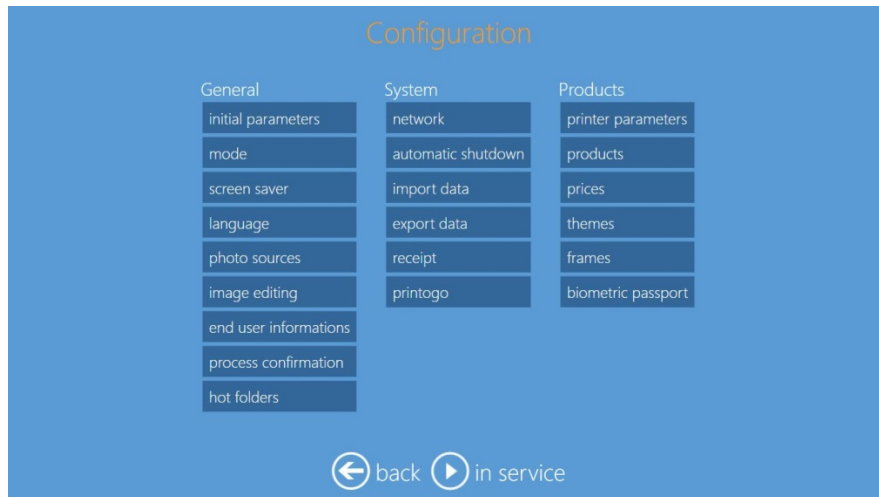 Configuration
General
initial parameters
mode
screen saver
language
photo sources
image editing
end user informations
process confirmation
hot folders
System
network
automatic shutdown
import data
export data
receipt
printogo
Products
printer parameters
products
prices
themes
frames
biometric passport
back in service